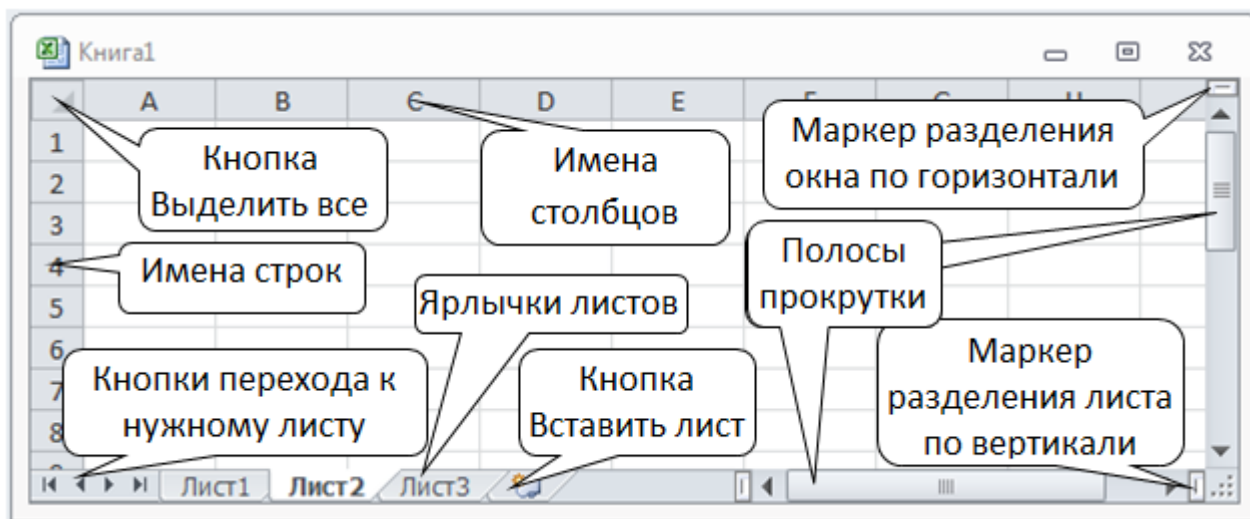 Книга1
A B C D E F G H
1
Кнопка
Выделить все
Имена
столбцов
Маркер разделения
окна по горизонтали
2
3
4
Имена строк
Полосы
прокрутки
5
Ярлычки листов
6
Кнопки перехода к
нужному листу
Кнопка
Вставить лист
Маркер
разделения листа
по вертикали
7
8
Лист1 Лист2 Лист3